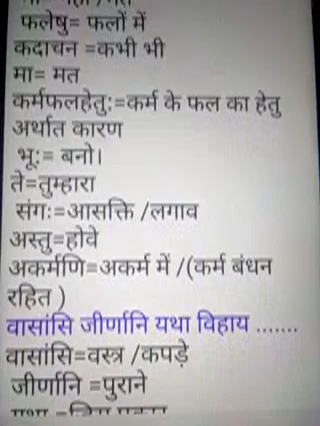 फलेषु= फलों में
कदाचन =कभी भी
मा= मत
कर्मफलहेतु:=कर्म के फल का हेतु
अर्थात कारण
भू:= बनो।
ते=तुम्हारा
संग:=आसक्ति /लगाव
अस्तु=होवे
अकर्मणि=अकर्म में /(कर्म बंधन
रहित )
वासांसि जीर्णानि यथा विहाय .......
वासांसि=वस्त्र /कपड़े
जीर्णानि =पुराने